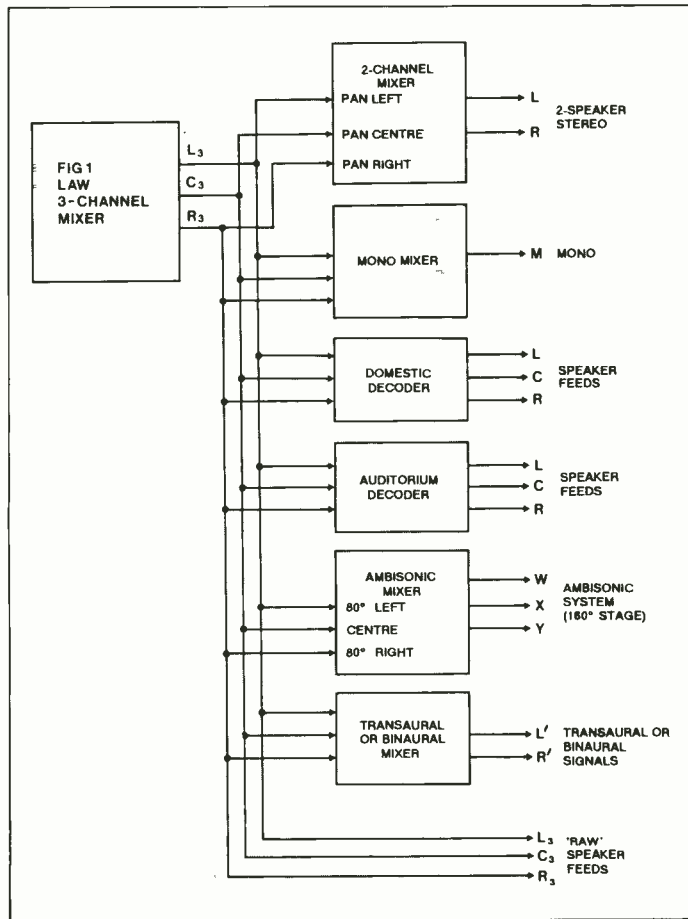 FIG 1
LAW
3-CHANNEL
MIXER
L₃
C₃
R₃
2-CHANNEL
MIXER
PAN LEFT
PAN CENTRE
PAN RIGHT
L
R
2-SPEAKER
STEREO
MONO MIXER
M MONO
DOMESTIC
DECODER
L
C
R
SPEAKER
FEEDS
AUDITORIUM
DECODER
L
C
R
SPEAKER
FEEDS
AMBISONIC
MIXER
80° LEFT
CENTRE
80° RIGHT
W
X
Y
AMBISONIC
SYSTEM
(160° STAGE)
TRANSAURAL
OR BINAURAL
MIXER
L′
R′
TRANSAURAL OR
BINAURAL
SIGNALS
L₃
C₃
R₃
'RAW'
SPEAKER
FEEDS